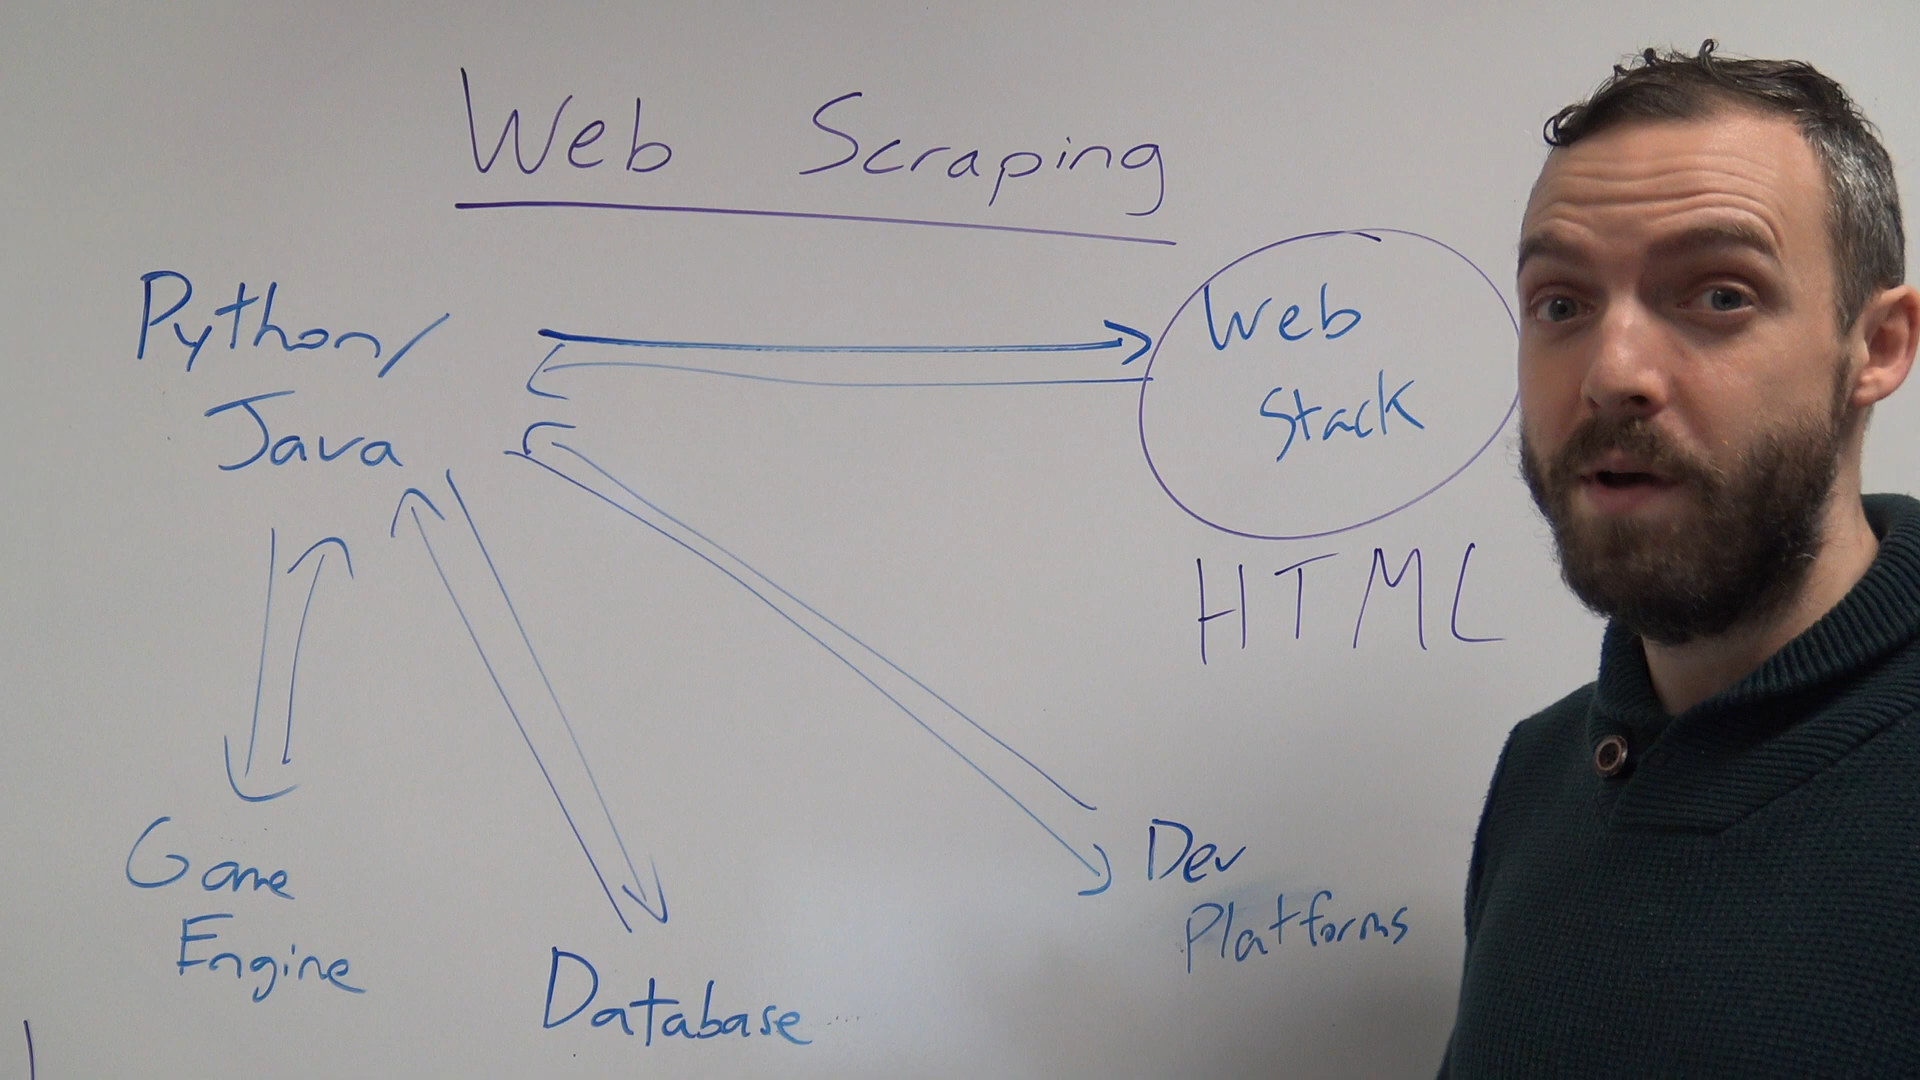 Web Scraping
Python/
Java
Web
Stack
HTML
Game
Engine
Database
Dev
Platforms